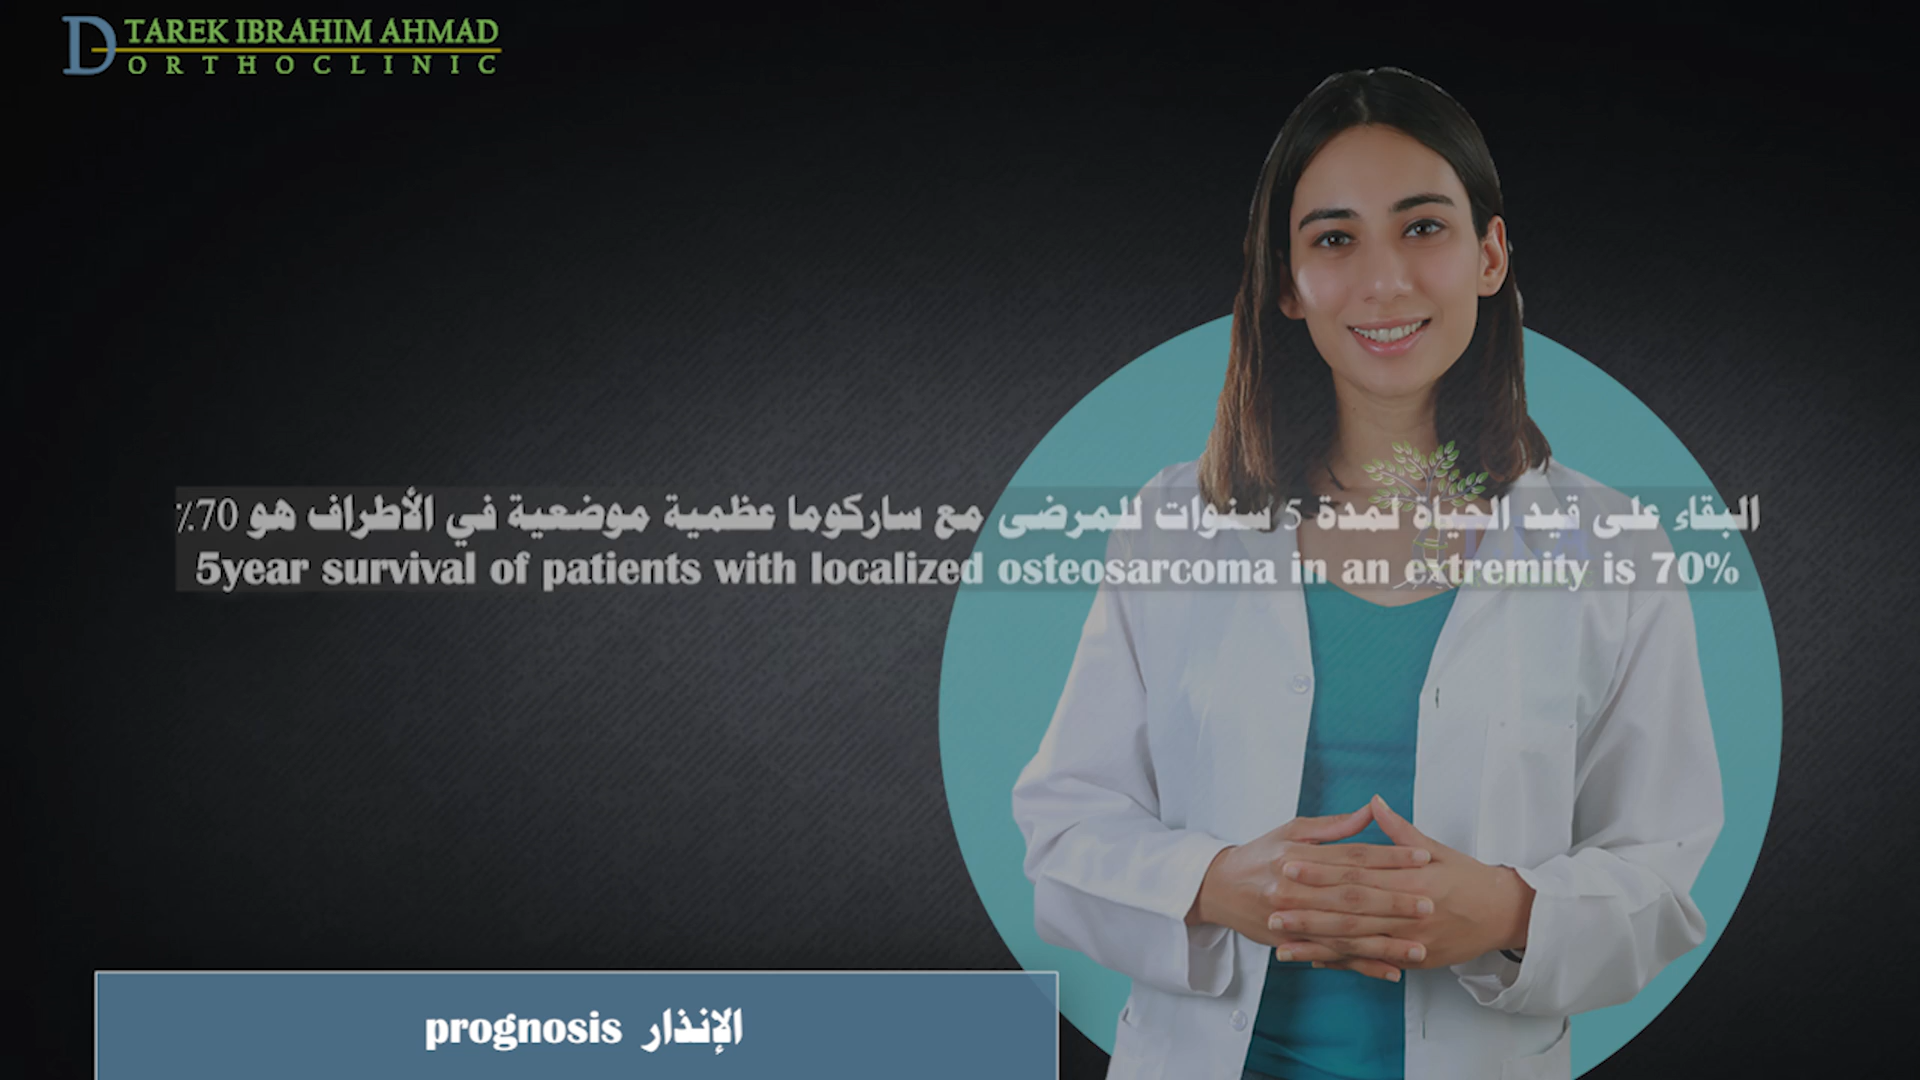 D TAREK IBRAHIM AHMAD
ORTHOCLINIC
البقاء على قيد الحياة لمدة 5 سنوات للمرضى مع ساركوما عظمية موضعية في الأطراف هو 70٪
5year survival of patients with localized osteosarcoma in an extremity is 70%
prognosis الإنذار